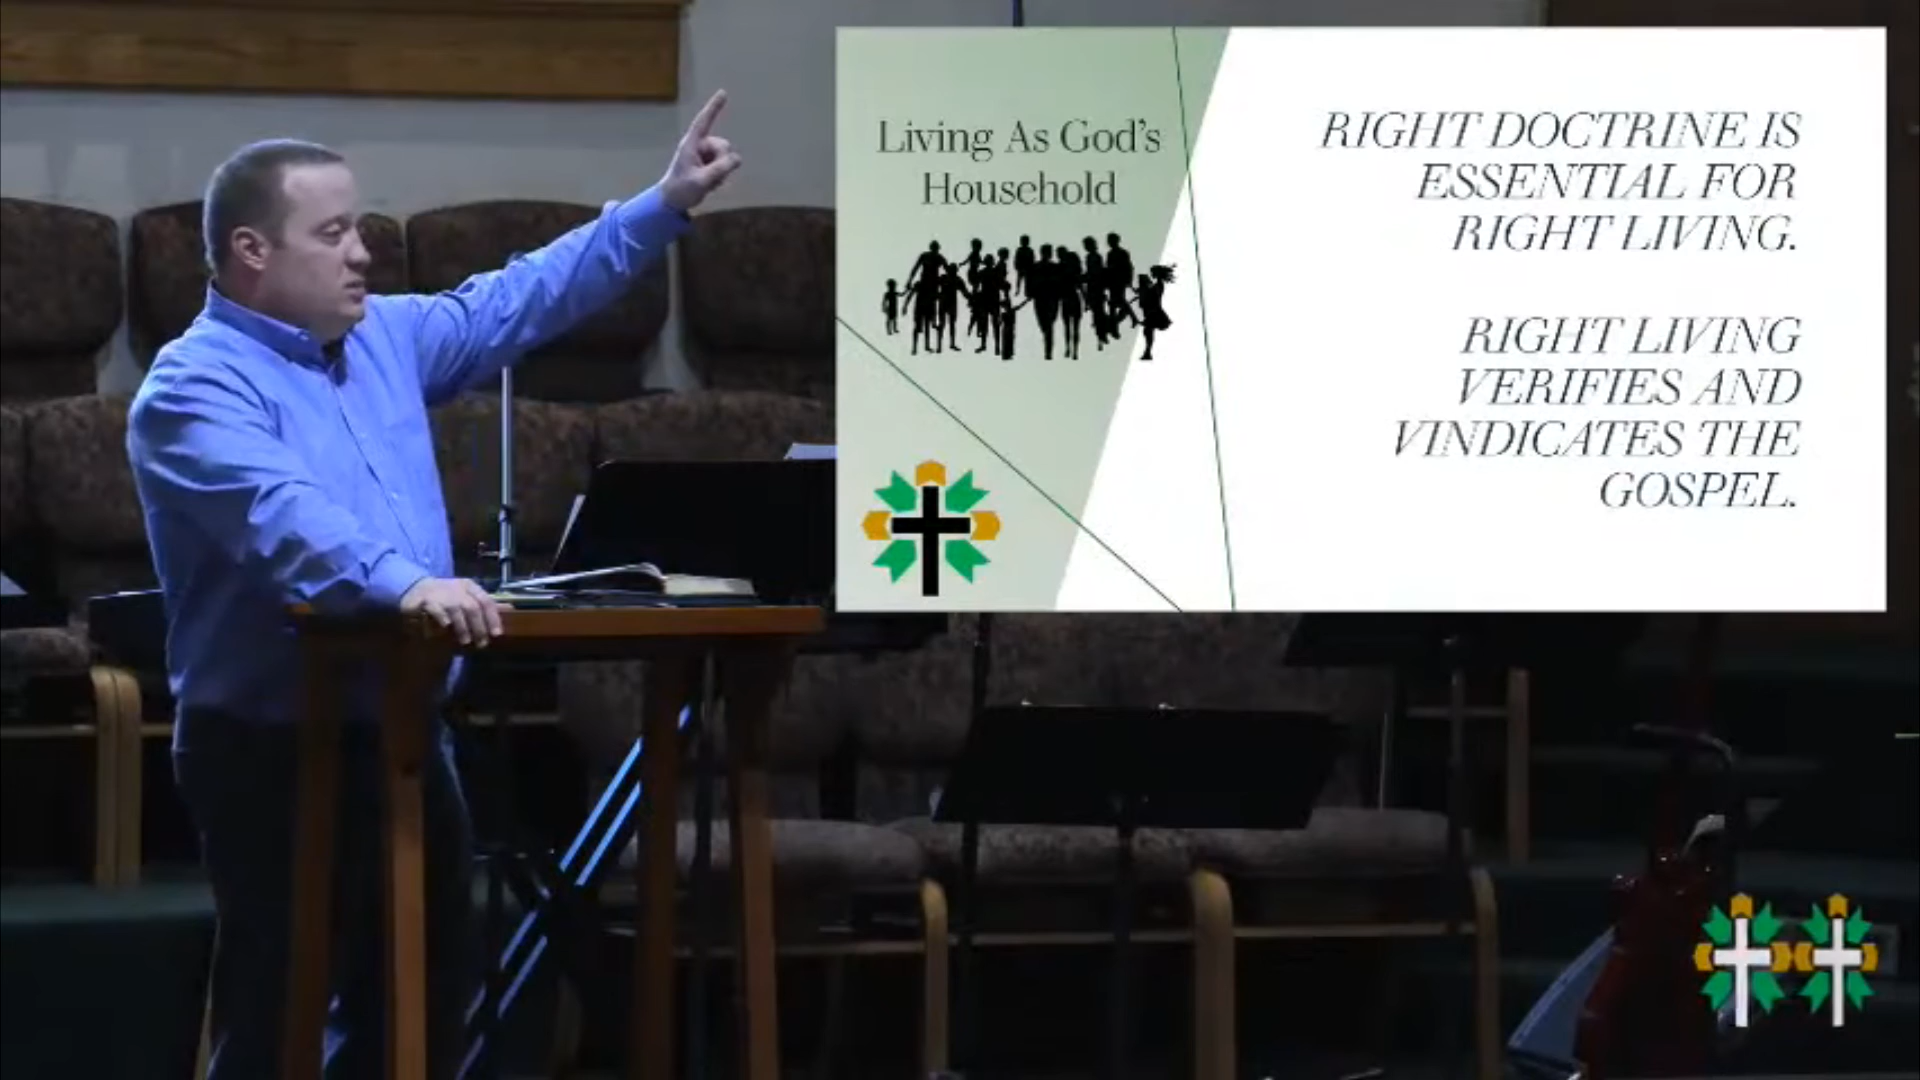 Living As God's
Household
RIGHT DOCTRINE IS
ESSENTIAL FOR
RIGHT LIVING.
RIGHT LIVING
VERIFIES AND
VINDICATES THE
GOSPEL.